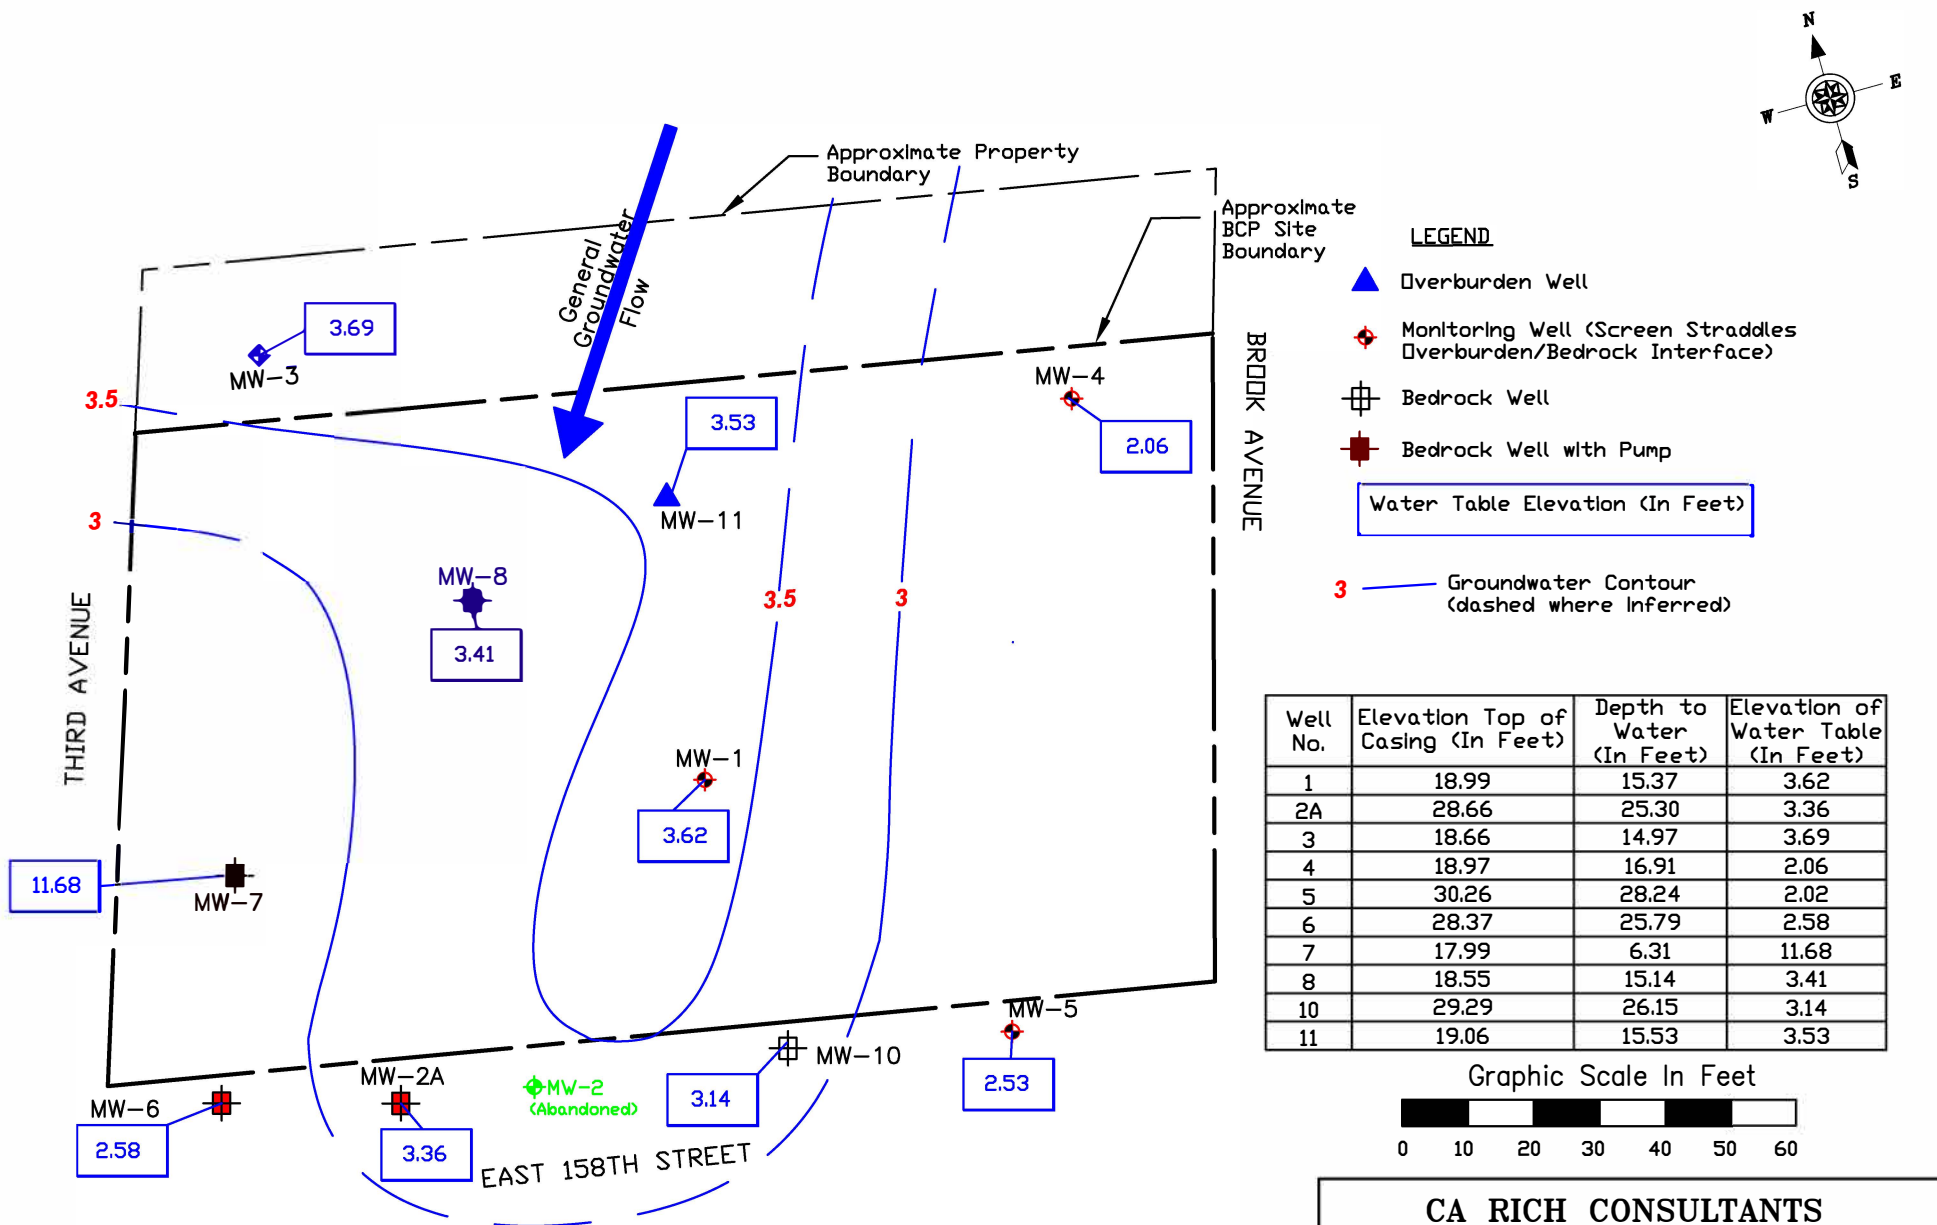 N
E
W
S
Approximate Property
Boundary
Approximate
BCP Site
Boundary
General
Groundwater
Flow
LEGEND
Overburden Well
Monitoring Well (Screen Straddles
Overburden/Bedrock Interface)
Bedrock Well
Bedrock Well with Pump
Water Table Elevation (In Feet)
3
Groundwater Contour
(dashed where Inferred)
3.69
MW-3
3.5
3.53
MW-11
MW-4
2.06
BROOK AVENUE
3
MW-8
3.41
3.5
3
THIRD AVENUE
MW-1
3.62
11.68
MW-7
MW-5
2.53
MW-10
3.14
MW-2
(Abandoned)
MW-2A
3.36
MW-6
2.58
EAST 158TH STREET
Well No. Elevation Top of Casing (In Feet) Depth to Water (In Feet) Elevation of Water Table (In Feet)
1 18.99 15.37 3.62
2A 28.66 25.30 3.36
3 18.66 14.97 3.69
4 18.97 16.91 2.06
5 30.26 28.24 2.02
6 28.37 25.79 2.58
7 17.99 6.31 11.68
8 18.55 15.14 3.41
10 29.29 26.15 3.14
11 19.06 15.53 3.53
Graphic Scale In Feet
0 10 20 30 40 50 60
CA RICH CONSULTANTS